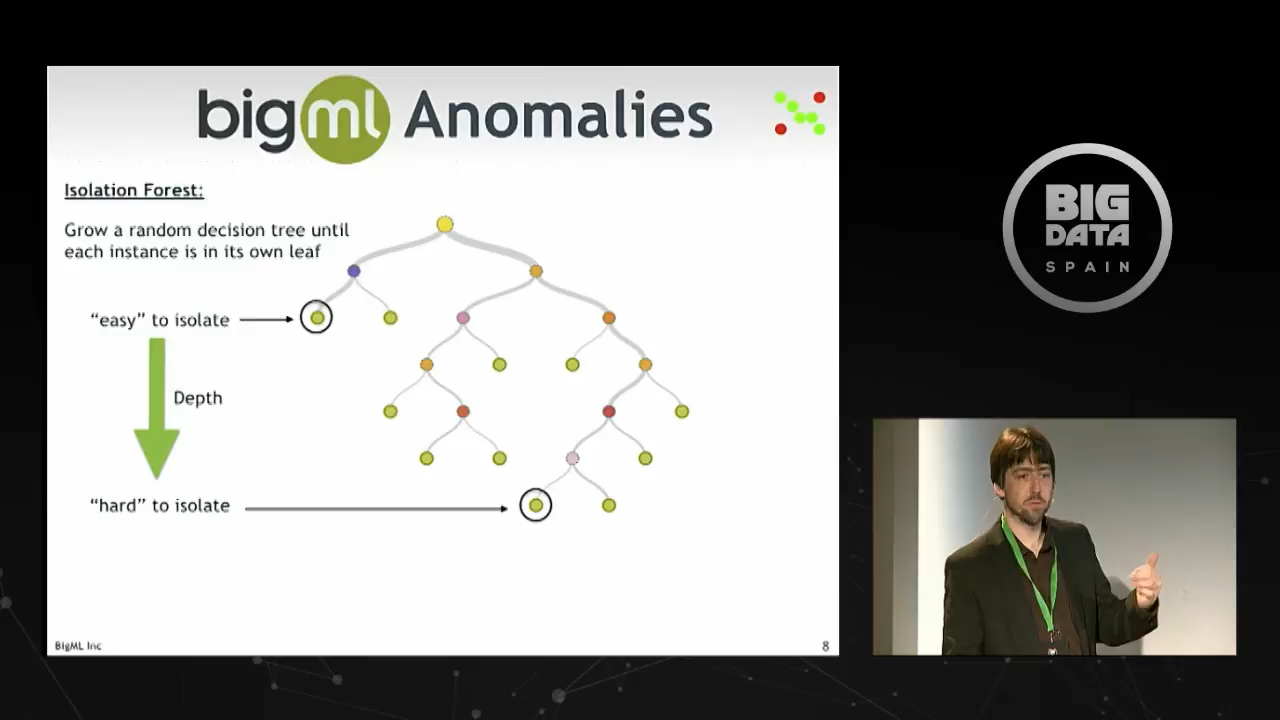 bigml Anomalies
Isolation Forest:
Grow a random decision tree until
each instance is in its own leaf
“easy” to isolate
Depth
“hard” to isolate
BigML Inc
8
BIG
DATA
SPAIN